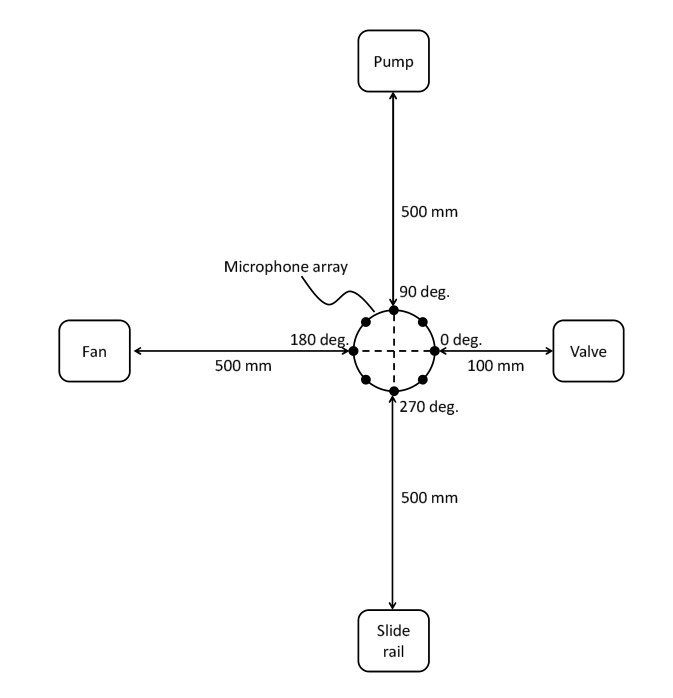 Pump
500 mm
Microphone array
90 deg.
180 deg.
0 deg.
Fan
500 mm
100 mm
Valve
270 deg.
500 mm
Slide
rail